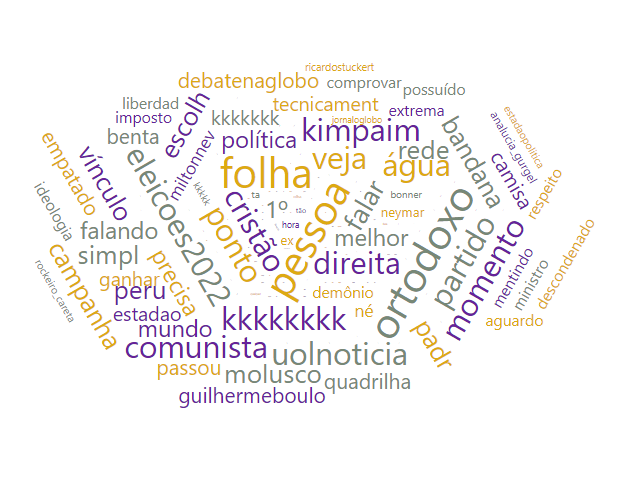 ricardostuckert
debatenaglobo
comprovar
possuído
liberdad
tecnicament
imposto
kkkkkkk
jornaloglobo
extrema
escolh
kimpaim
estadaopolitica
analucia_gurgel
benta
política
rede
bandana
miltonnev
empatado
vínculo
eleicoes2022
folha
veja
água
camisa
respeito
kkkkk
ideologia
cristão
1º
ta
tão
hora
pessoa
falar
bonner
neymar
ortodoxo
falando
ponto
ex
melhor
partido
momento
mentindo
ministro
descondenado
simpl
campanha
rockeiro_careta
precisa
direita
ganhar
peru
demônio
estadao
kkkkkkkk
né
padr
aguardo
mundo
comunista
uolnoticia
passou
molusco
quadrilha
guilhermeboulo